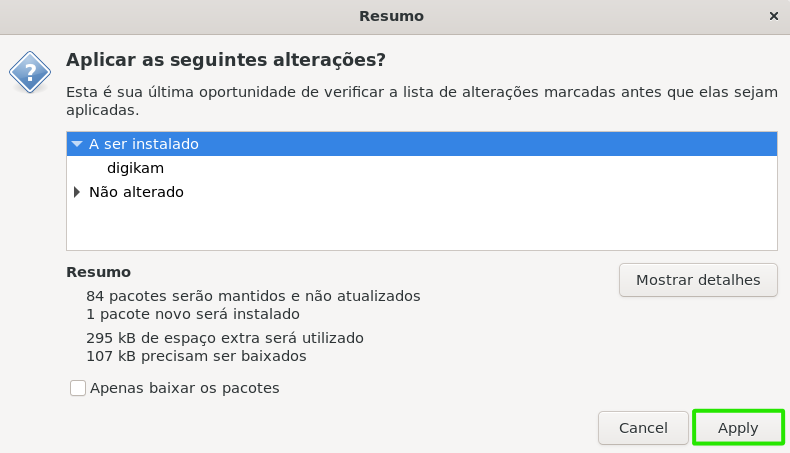 Resumo
Aplicar as seguintes alterações?
Esta é sua última oportunidade de verificar a lista de alterações marcadas antes que elas sejam
aplicadas.
A ser instalado
digikam
Não alterado
Resumo
Mostrar detalhes
84 pacotes serão mantidos e não atualizados
1 pacote novo será instalado
295 kB de espaço extra será utilizado
107 kB precisam ser baixados
Apenas baixar os pacotes
Cancel
Apply